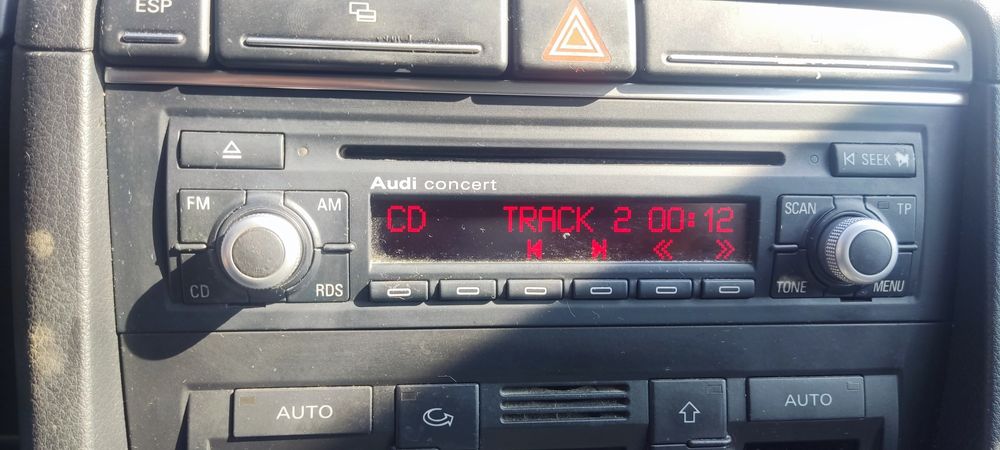 ESP
SEEK
Audi concert
FM
AM
CD
RDS
CD TRACK 2 00:12
SCAN
TP
TONE
MENU
AUTO
AUTO